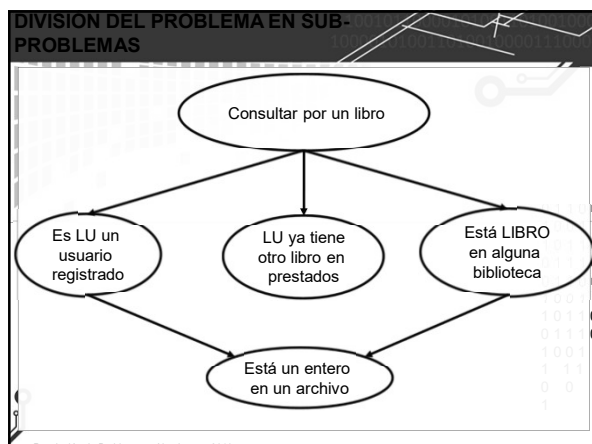 DIVISIÓN DEL PROBLEMA EN SUB-
PROBLEMAS
Consultar por un libro
Es LU un
usuario
registrado
LU ya tiene
otro libro en
prestados
Está LIBRO
en alguna
biblioteca
Está un entero
en un archivo